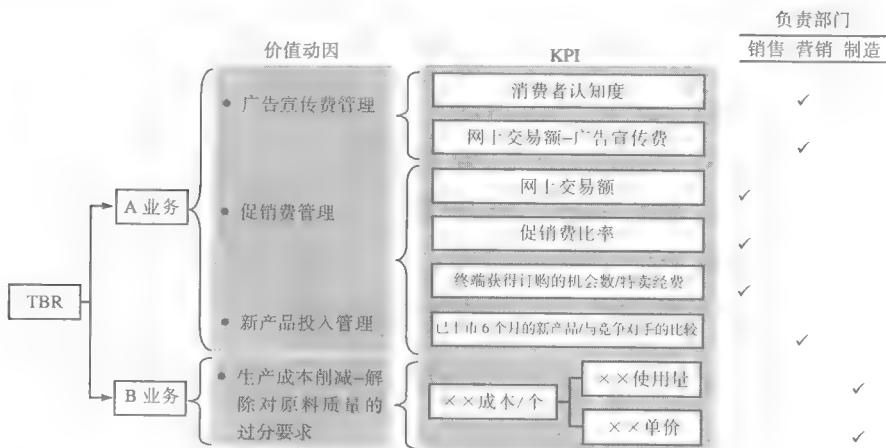 负责部门
价值动因 KPI 销售 营销 制造
• 广告宣传费管理 消费者认知度 ✓
网上交易额-广告宣传费 ✓
A 业务 • 促销费管理 网上交易额 ✓
促销费比率 ✓
TBR 终端获得订购的机会数/特卖经费 ✓
• 新产品投入管理 已上市 6 个月的新产品/与竞争对手的比较 ✓
B 业务 • 生产成本削减-解 ××使用量 ✓
除对原料质量的 ××成本/个
过分要求 ××单价 ✓